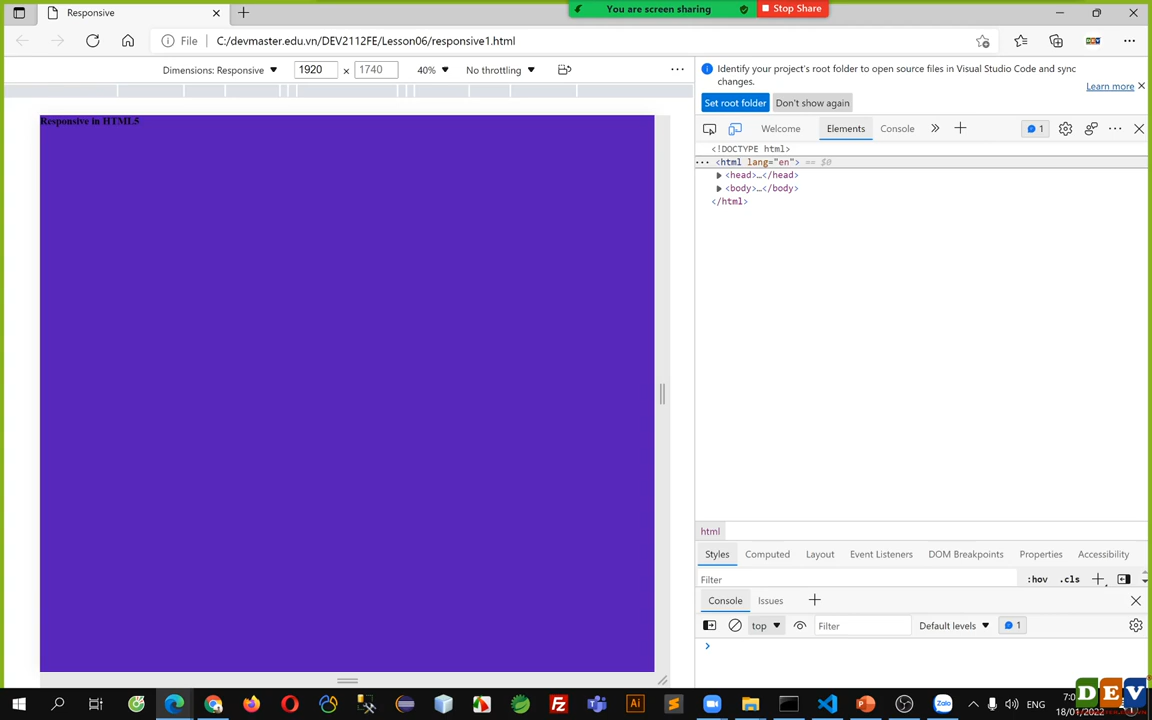 Responsive
You are screen sharing
Stop Share
File
C:/devmaster.edu.vn/DEV2112FE/Lesson06/responsive1.html
Dimensions: Responsive
1920
x
1740
40%
No throttling
Identify your project's root folder to open source files in Visual Studio Code and sync
changes.
Learn more
Set root folder
Don't show again
Welcome
Elements
Console
1
Responsive in HTML5
<!DOCTYPE html>
<html lang="en"> == $0
<head>…</head>
<body>…</body>
</html>
html
Styles
Computed
Layout
Event Listeners
DOM Breakpoints
Properties
Accessibility
Filter
:hov
.cls
Console
Issues
top
Filter
Default levels
1
Fz
Ai
Zalo
ENG
18/01/2022
DEV